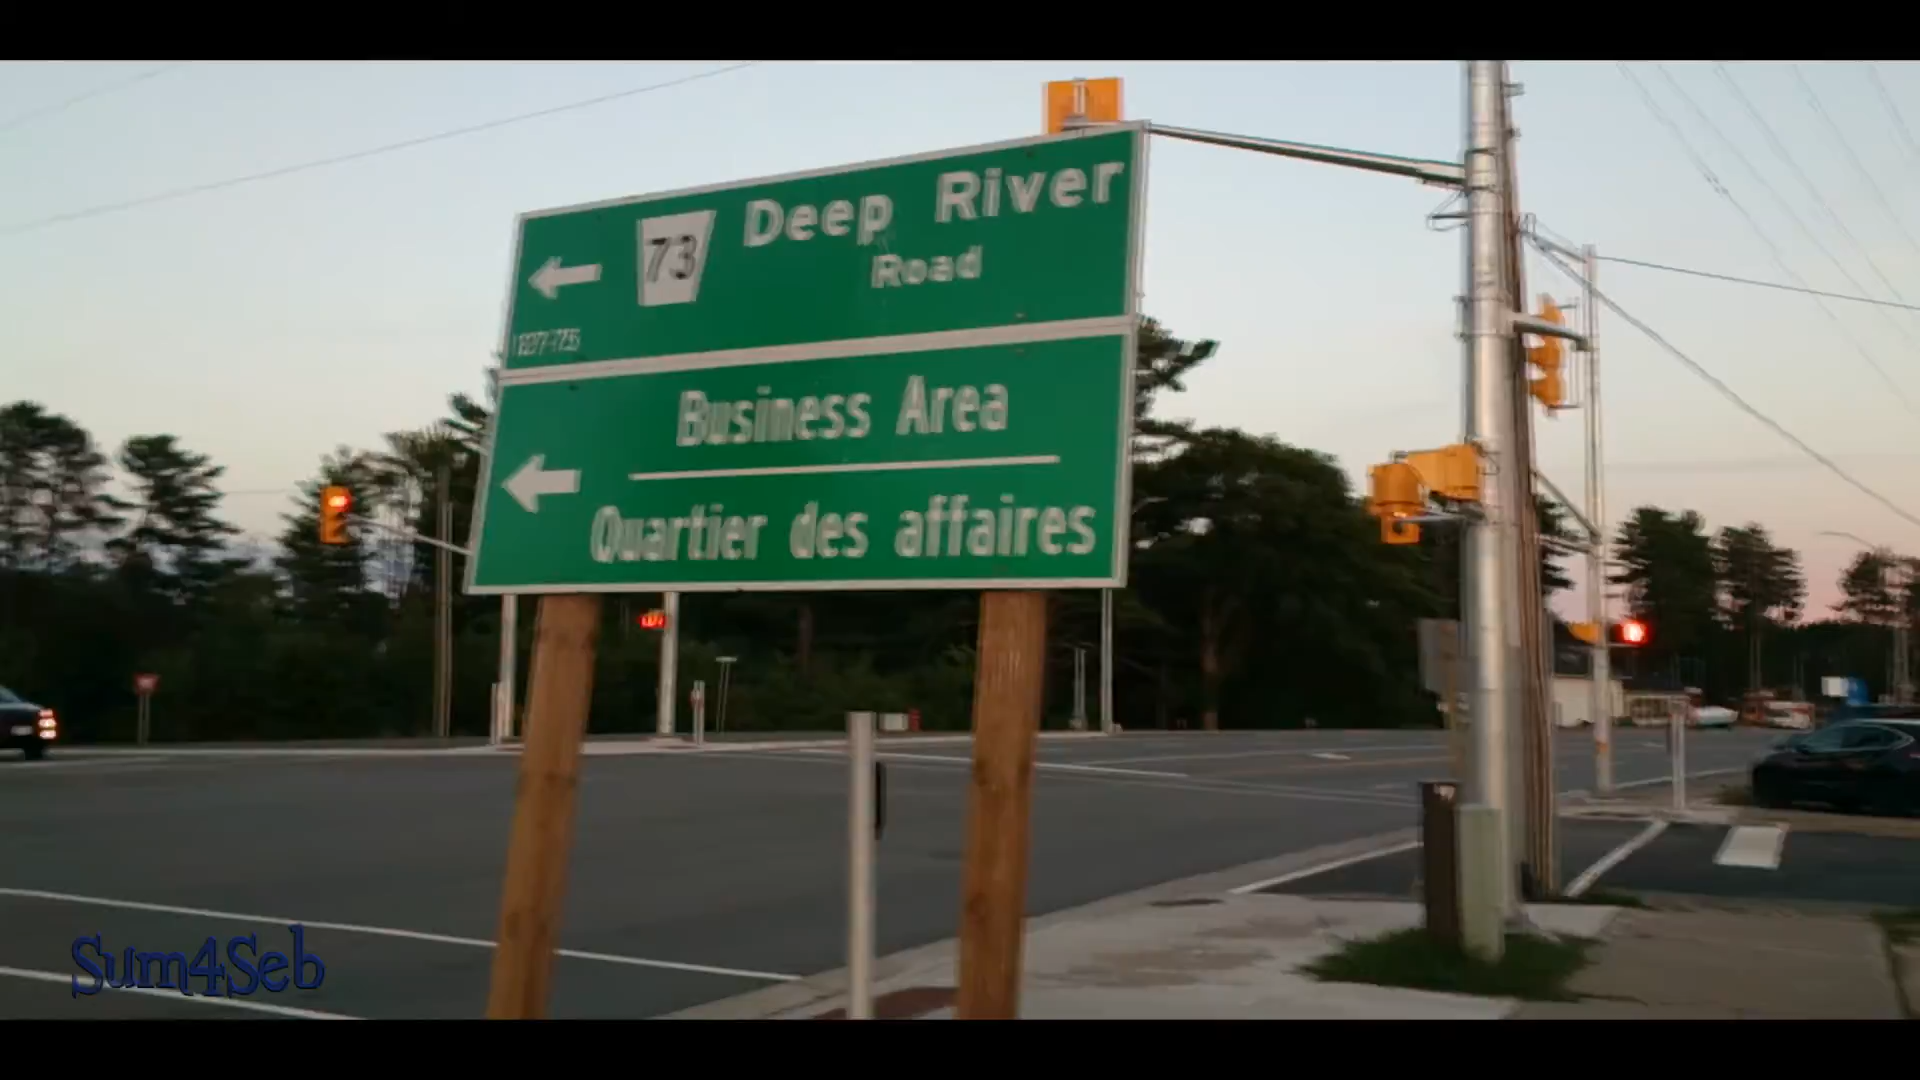 Deep River
73
Road
Business Area
Quartier des affaires
Sum4Seb